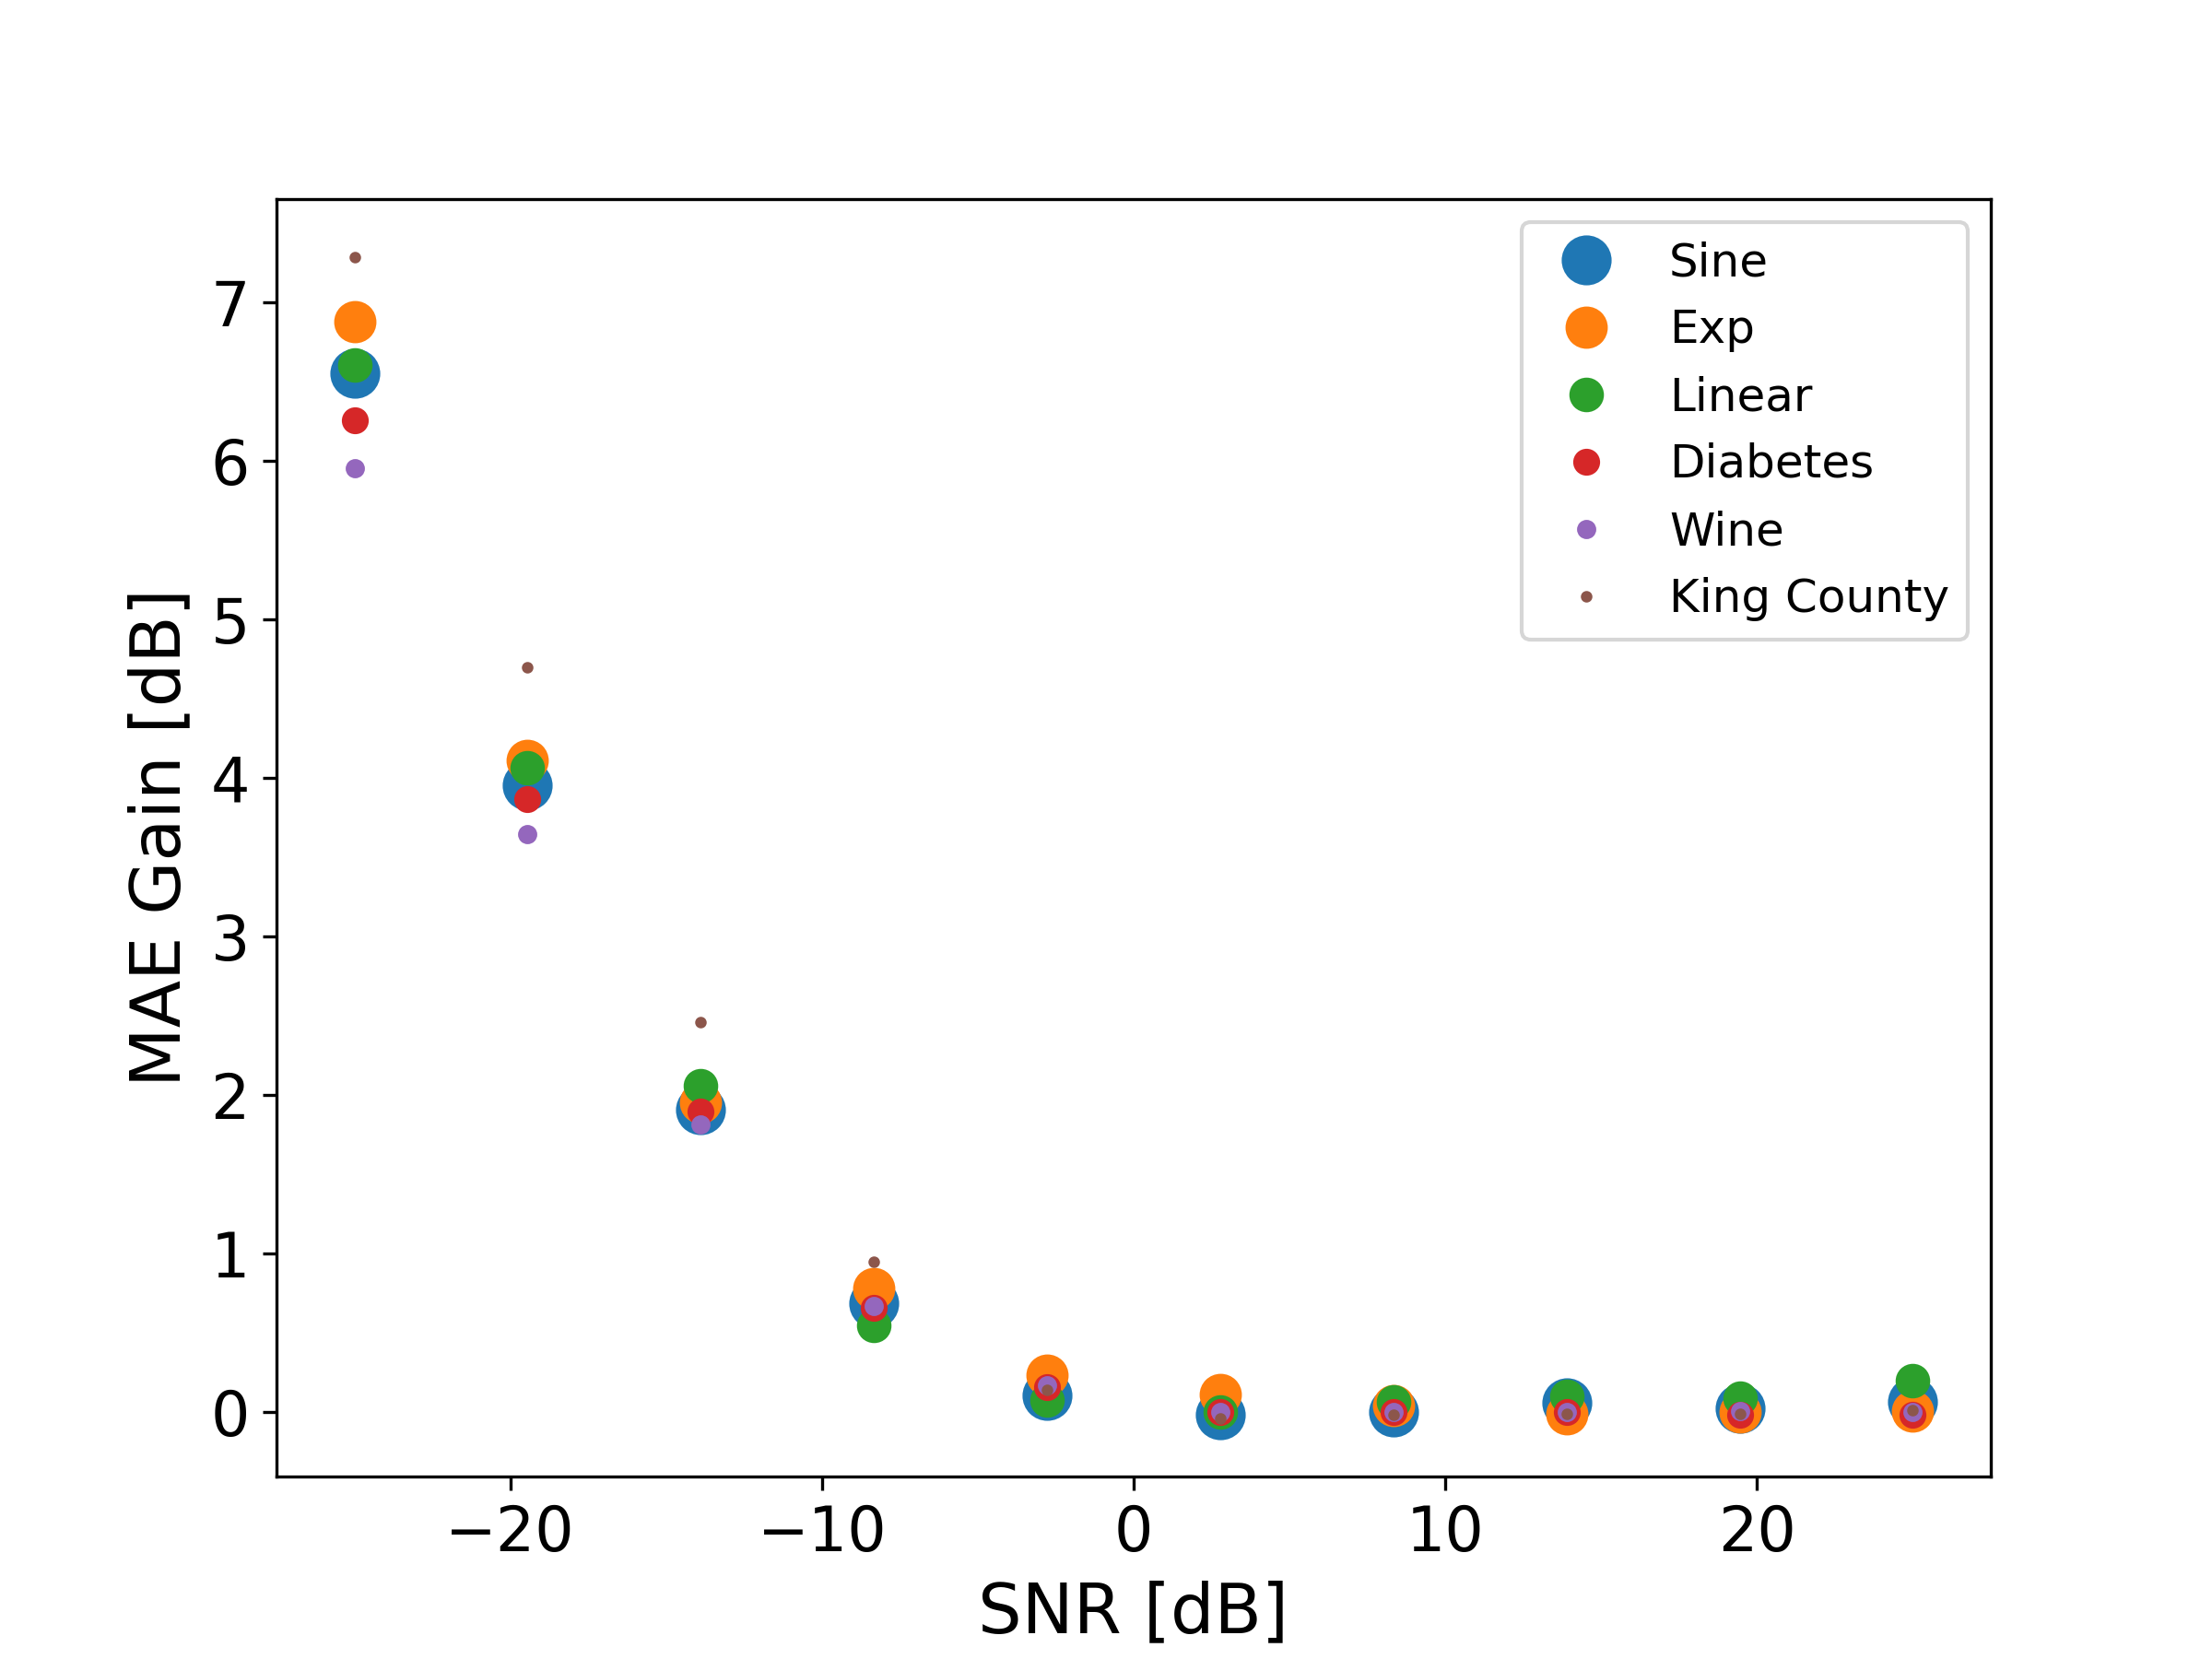 Sine
Exp
Linear
Diabetes
Wine
King County
MAE Gain [dB]
7
6
5
4
3
2
1
0
−20 −10 0 10 20
SNR [dB]